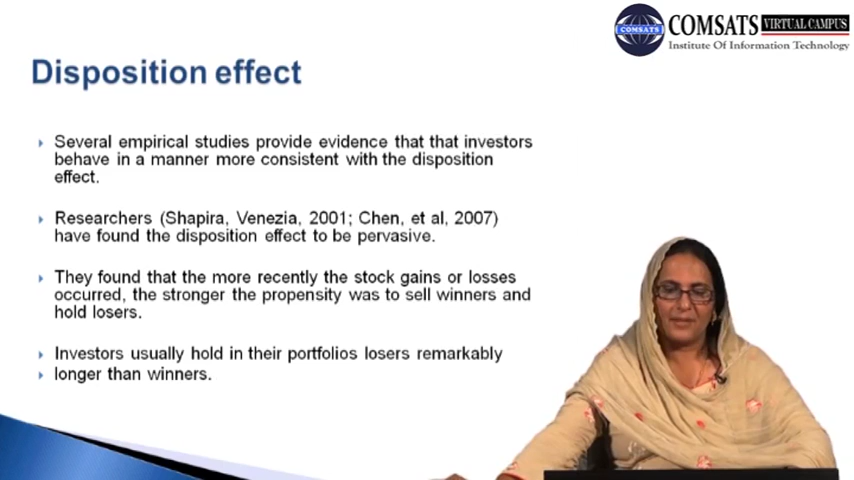 COMSATS VIRTUAL CAMPUS
COMSATS
Institute Of Information Technology
Disposition effect
Several empirical studies provide evidence that that investors
behave in a manner more consistent with the disposition
effect.
Researchers (Shapira, Venezia, 2001; Chen, et al, 2007)
have found the disposition effect to be pervasive.
They found that the more recently the stock gains or losses
occurred, the stronger the propensity was to sell winners and
hold losers.
Investors usually hold in their portfolios losers remarkably
longer than winners.